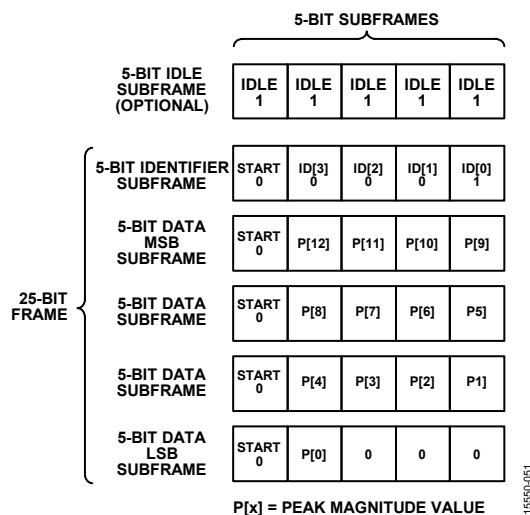 5-BIT SUBFRAMES
5-BIT IDLE
SUBFRAME
(OPTIONAL)
IDLE
1
IDLE
1
IDLE
1
IDLE
1
IDLE
1
25-BIT
FRAME
5-BIT IDENTIFIER
SUBFRAME
START
0
ID[3]
0
ID[2]
0
ID[1]
0
ID[0]
1
5-BIT DATA
MSB
SUBFRAME
START
0
P[12]
P[11]
P[10]
P[9]
5-BIT DATA
SUBFRAME
START
0
P[8]
P[7]
P[6]
P5]
5-BIT DATA
SUBFRAME
START
0
P[4]
P[3]
P[2]
P1]
5-BIT DATA
LSB
SUBFRAME
START
0
P[0]
0
0
0
P[x] = PEAK MAGNITUDE VALUE
15550-051